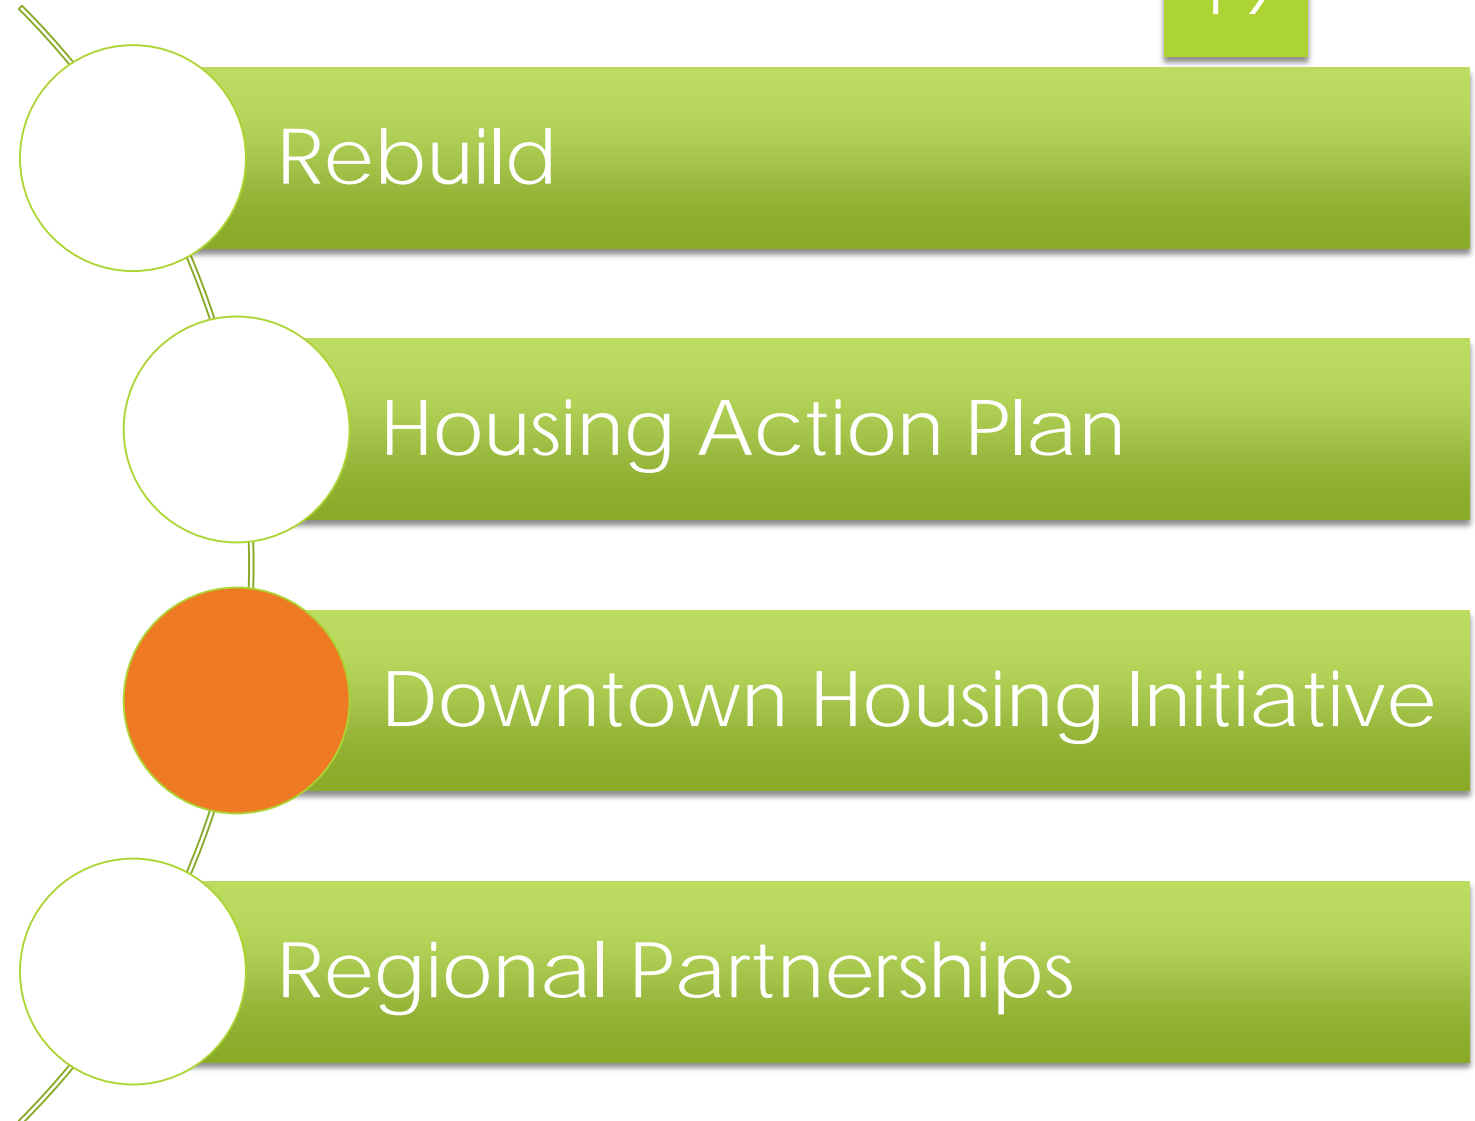 Rebuild
Housing Action Plan
Downtown Housing Initiative
Regional Partnerships